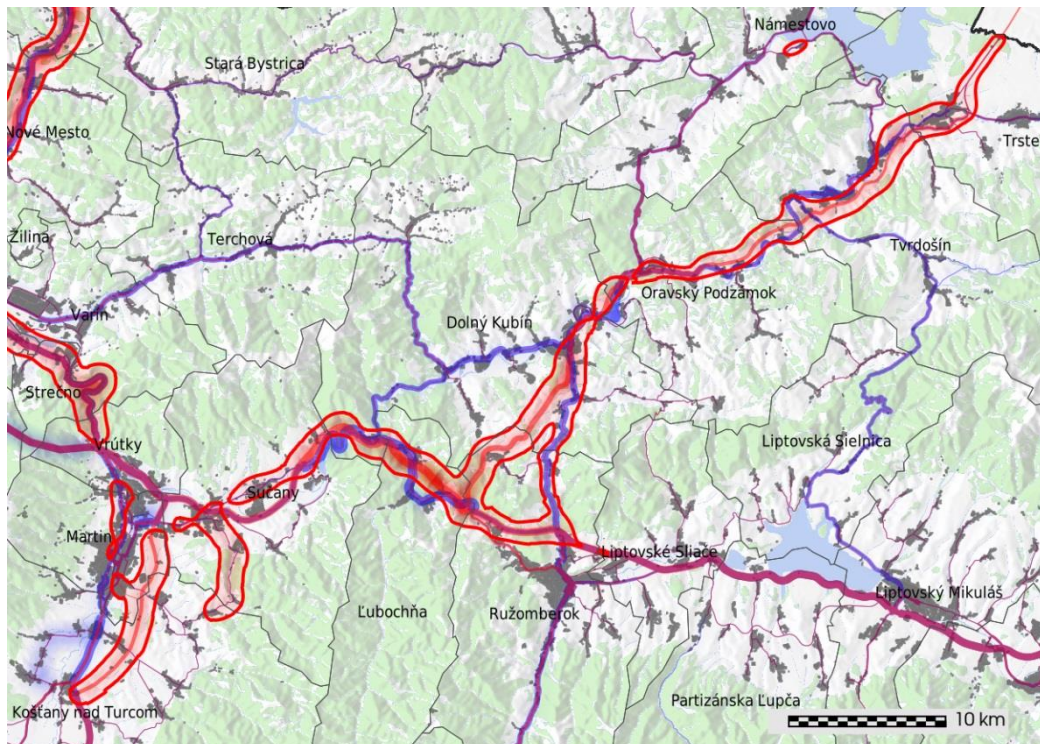 Námestovo
Stará Bystrica
Nové Mesto
Trste
Žilina
Terchová
Tvrdošín
Oravský Podzámok
Varín
Dolný Kubín
Strečno
Vrútky
Liptovská Sielnica
Sučany
Martin
Liptovské Sliače
Liptovský Mikuláš
Ľubochňa
Ružomberok
Partizánska Ľupča
Košťany nad Turcom
10 km